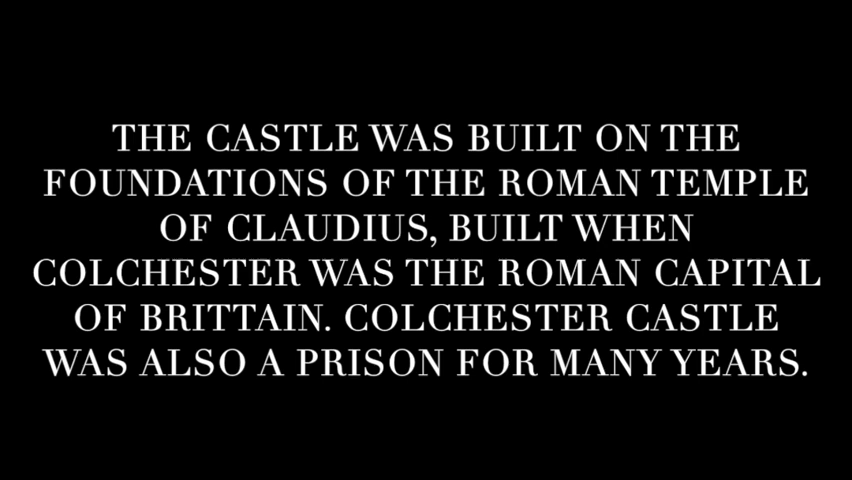 THE CASTLE WAS BUILT ON THE
FOUNDATIONS OF THE ROMAN TEMPLE
OF CLAUDIUS, BUILT WHEN
COLCHESTER WAS THE ROMAN CAPITAL
OF BRITTAIN. COLCHESTER CASTLE
WAS ALSO A PRISON FOR MANY YEARS.